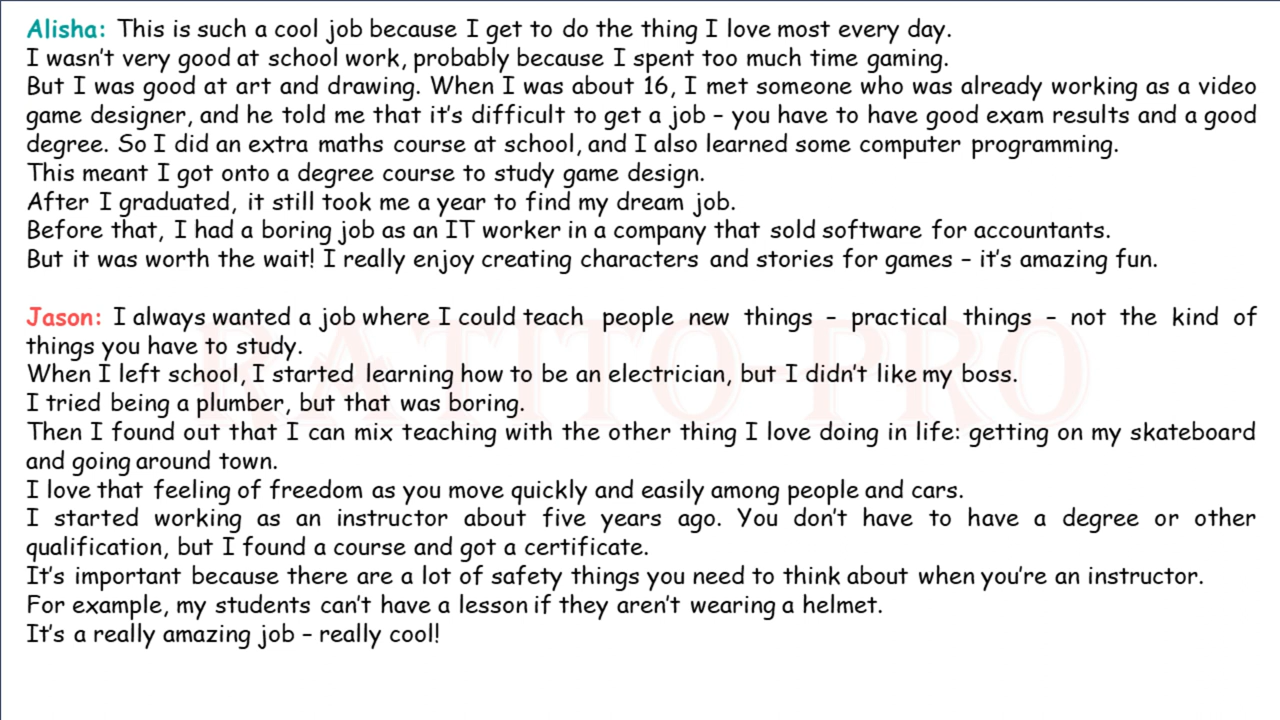 Alisha: This is such a cool job because I get to do the thing I love most every day.
I wasn't very good at school work, probably because I spent too much time gaming.
But I was good at art and drawing. When I was about 16, I met someone who was already working as a video
game designer, and he told me that it's difficult to get a job – you have to have good exam results and a good
degree. So I did an extra maths course at school, and I also learned some computer programming.
This meant I got onto a degree course to study game design.
After I graduated, it still took me a year to find my dream job.
Before that, I had a boring job as an IT worker in a company that sold software for accountants.
But it was worth the wait! I really enjoy creating characters and stories for games – it's amazing fun.
Jason: I always wanted a job where I could teach people new things – practical things – not the kind of
things you have to study.
When I left school, I started learning how to be an electrician, but I didn't like my boss.
I tried being a plumber, but that was boring.
Then I found out that I can mix teaching with the other thing I love doing in life: getting on my skateboard
and going around town.
I love that feeling of freedom as you move quickly and easily among people and cars.
I started working as an instructor about five years ago. You don't have to have a degree or other
qualification, but I found a course and got a certificate.
It's important because there are a lot of safety things you need to think about when you're an instructor.
For example, my students can't have a lesson if they aren't wearing a helmet.
It's a really amazing job – really cool!
RATITO-PRO